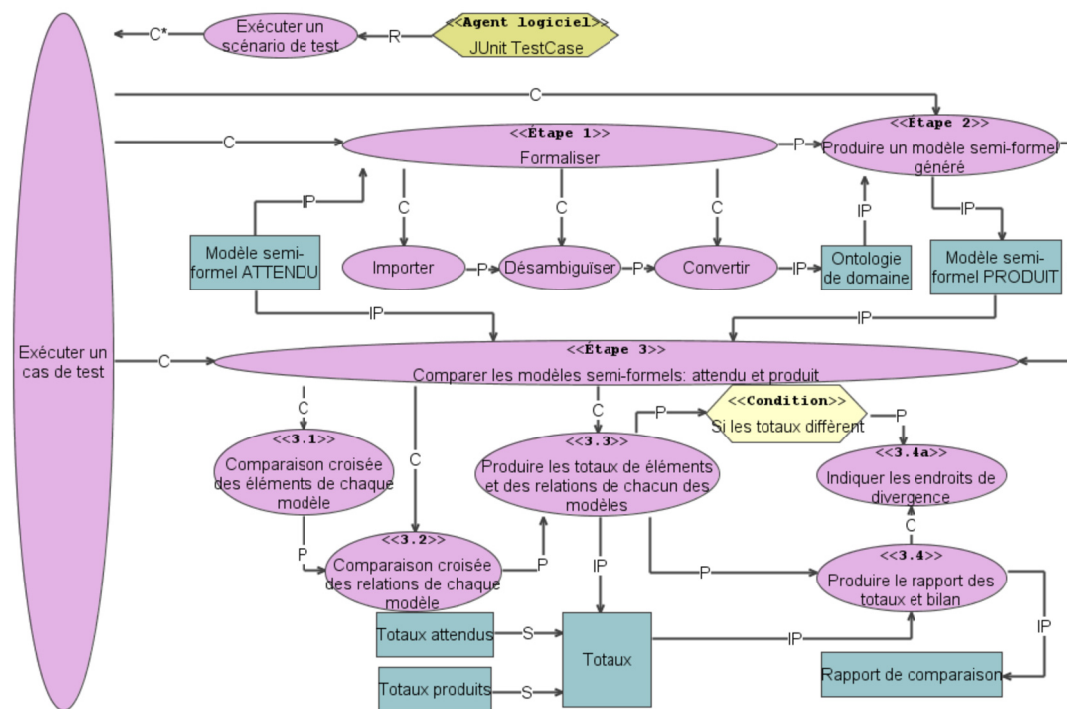 Exécuter un
scénario de test
<<Agent logiciel>>
JUnit TestCase
C*
R
C
<<Étape 1>>
Formaliser
C
P
<<Étape 2>>
Produire un modèle semi-formel
généré
IP
C
C
C
IP
IP
Modèle semi-
formel ATTENDU
Importer
P
Désambiguïser
P
Convertir
IP
Ontologie
de domaine
Modèle semi-
formel PRODUIT
IP
IP
Exécuter un
cas de test
C
<<Étape 3>>
Comparer les modèles semi-formels: attendu et produit
C
C
C
P
<<Condition>>
Si les totaux diffèrent
P
<<3.1>>
Comparaison croisée
des éléments de chaque
modèle
<<3.3>>
Produire les totaux de éléments
et des relations de chacun des
modèles
<<3.4a>>
Indiquer les endroits de
divergence
P
<<3.2>>
Comparaison croisée
des relations de chaque
modèle
P
IP
P
C
<<3.4>>
Produire le rapport des
totaux et bilan
IP
Totaux attendus
S
Totaux
IP
Totaux produits
S
Rapport de comparaison